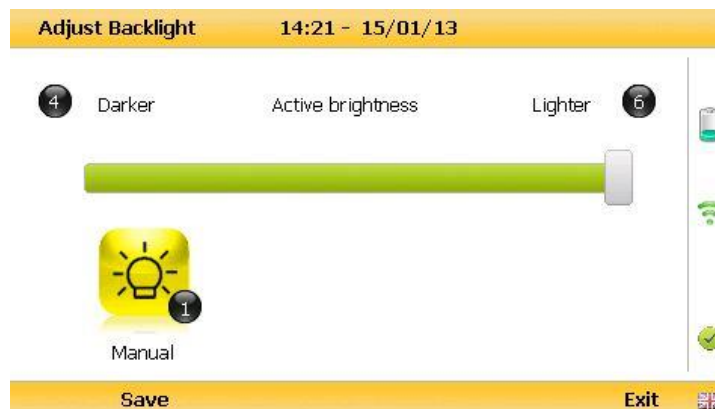 Adjust Backlight 14:21 - 15/01/13
4 Darker Active brightness Lighter 6
1
Manual
Save Exit